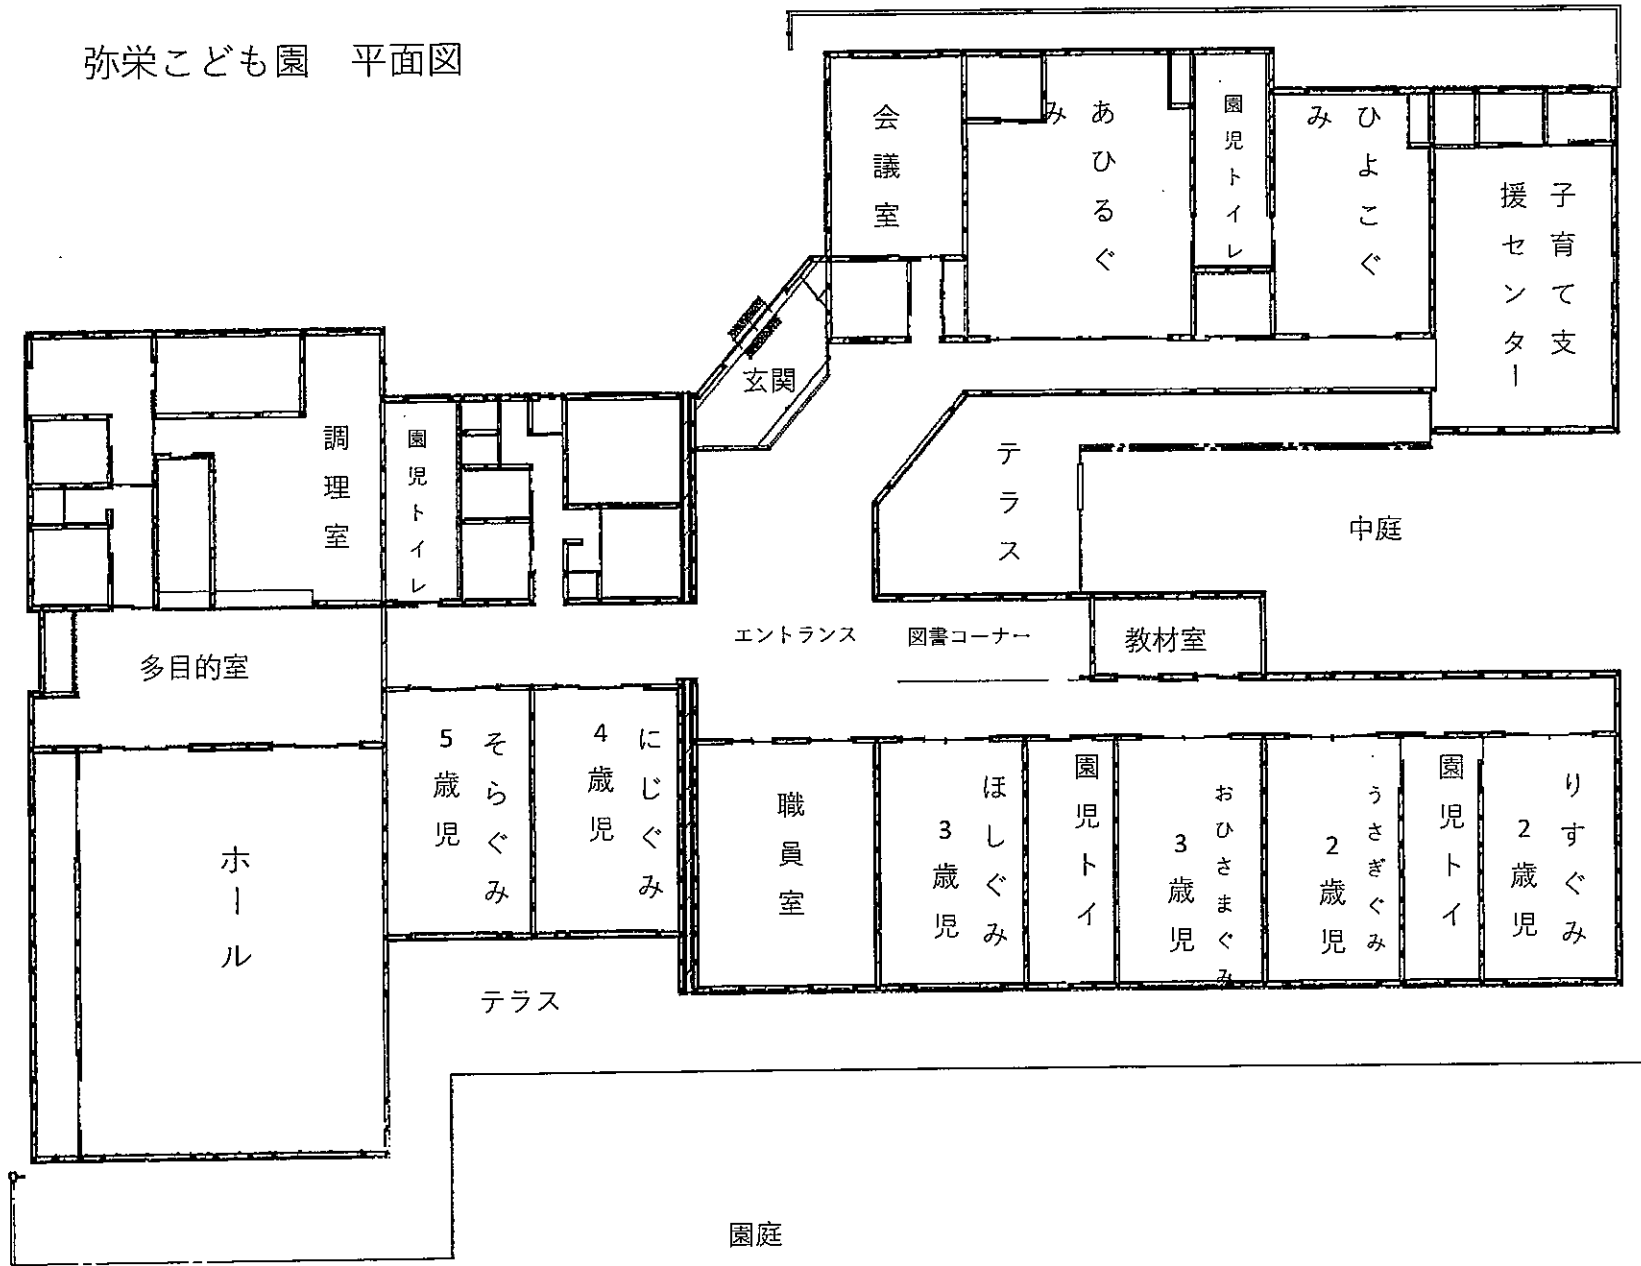 弥栄こども園　平面図
会議室
あひるぐ
み
園児トイレ
ひよこぐ
み
子育て支
援センター
玄関
調理室
園児トイレ
テラス
中庭
エントランス
図書コーナー
教材室
多目的室
そらぐみ
5歳児
にじぐみ
4歳児
職員室
ほしぐみ
3歳児
園児トイ
おひさまぐみ
3歳児
うさぎぐみ
2歳児
園児トイ
りすぐみ
2歳児
ホール
テラス
園庭